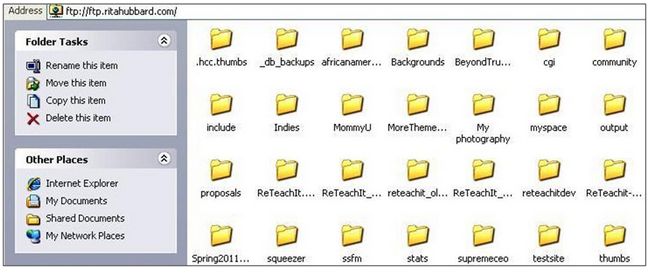 Address ftp://ftp.ritahubbard.com/
Folder Tasks
Rename this item
Move this item
Copy this item
Delete this item
Other Places
Internet Explorer
My Documents
Shared Documents
My Network Places
.hcc.thumbs _db_backups africanamer... Backgrounds BeyondTru... cgi community
include Indies MommyU MoreTheme... My photography myspace output
proposals ReTeachIt.... ReTeachIt_... reteachit_ol... ReTeachIt_... reteachitdev ReTeachit-...
Spring2011... squeezer ssfm stats supremeceo testsite thumbs